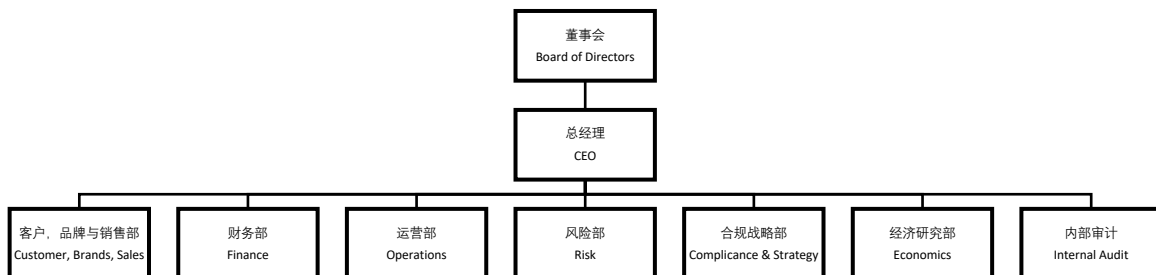 董事会
Board of Directors
总经理
CEO
客户，品牌与销售部
Customer, Brands, Sales
财务部
Finance
运营部
Operations
风险部
Risk
合规战略部
Complicance & Strategy
经济研究部
Economics
内部审计
Internal Audit